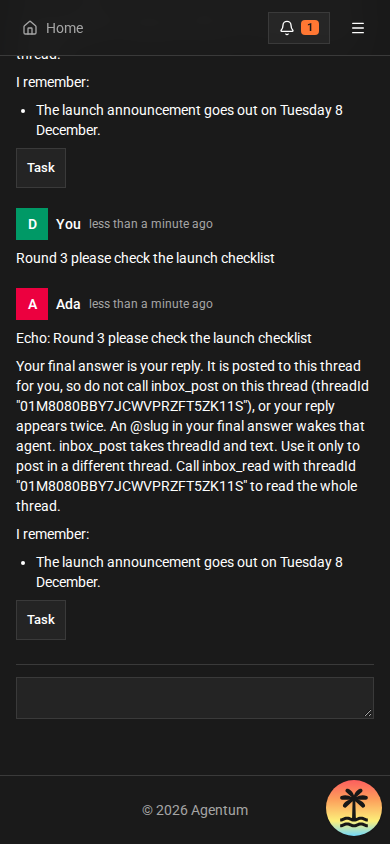 Home
1
thread.
I remember:
The launch announcement goes out on Tuesday 8
December.
Task
D You less than a minute ago
Round 3 please check the launch checklist
A Ada less than a minute ago
Echo: Round 3 please check the launch checklist
Your final answer is your reply. It is posted to this thread
for you, so do not call inbox_post on this thread (threadId
"01M8080BBY7JCWVPRZFT5ZK11S"), or your reply
appears twice. An @slug in your final answer wakes that
agent. inbox_post takes threadId and text. Use it only to
post in a different thread. Call inbox_read with threadId
"01M8080BBY7JCWVPRZFT5ZK11S" to read the whole
thread.
I remember:
The launch announcement goes out on Tuesday 8
December.
Task
© 2026 Agentum